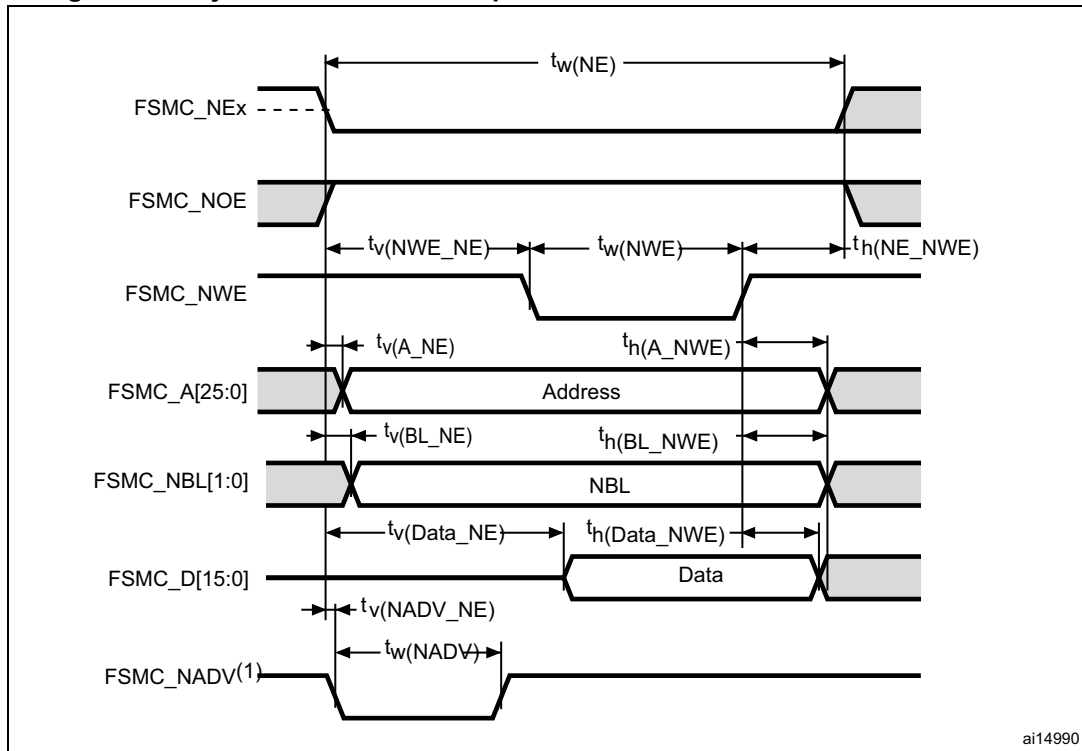 tw(NE)
FSMC_NEx
FSMC_NOE
tv(NWE_NE) tw(NWE) th(NE_NWE)
FSMC_NWE
tv(A_NE) th(A_NWE)
FSMC_A[25:0] Address
tv(BL_NE) th(BL_NWE)
FSMC_NBL[1:0] NBL
tv(Data_NE) th(Data_NWE)
FSMC_D[15:0] Data
tv(NADV_NE)
tw(NADV)
FSMC_NADV(1)
ai14990